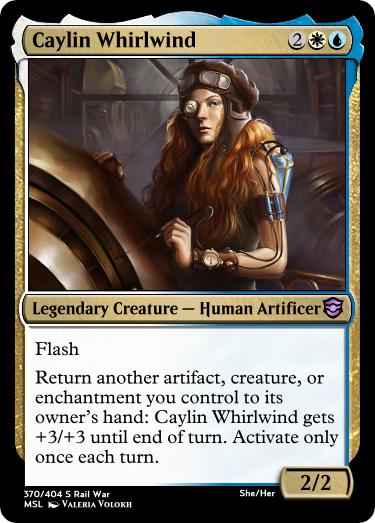 Caylin Whirlwind 2
Legendary Creature — Human Artificer
Flash
Return another artifact, creature, or
enchantment you control to its
owner's hand: Caylin Whirlwind gets
+3/+3 until end of turn. Activate only
once each turn.
2/2
370/404 S Rail War She/Her
MSL Valeria Volokh